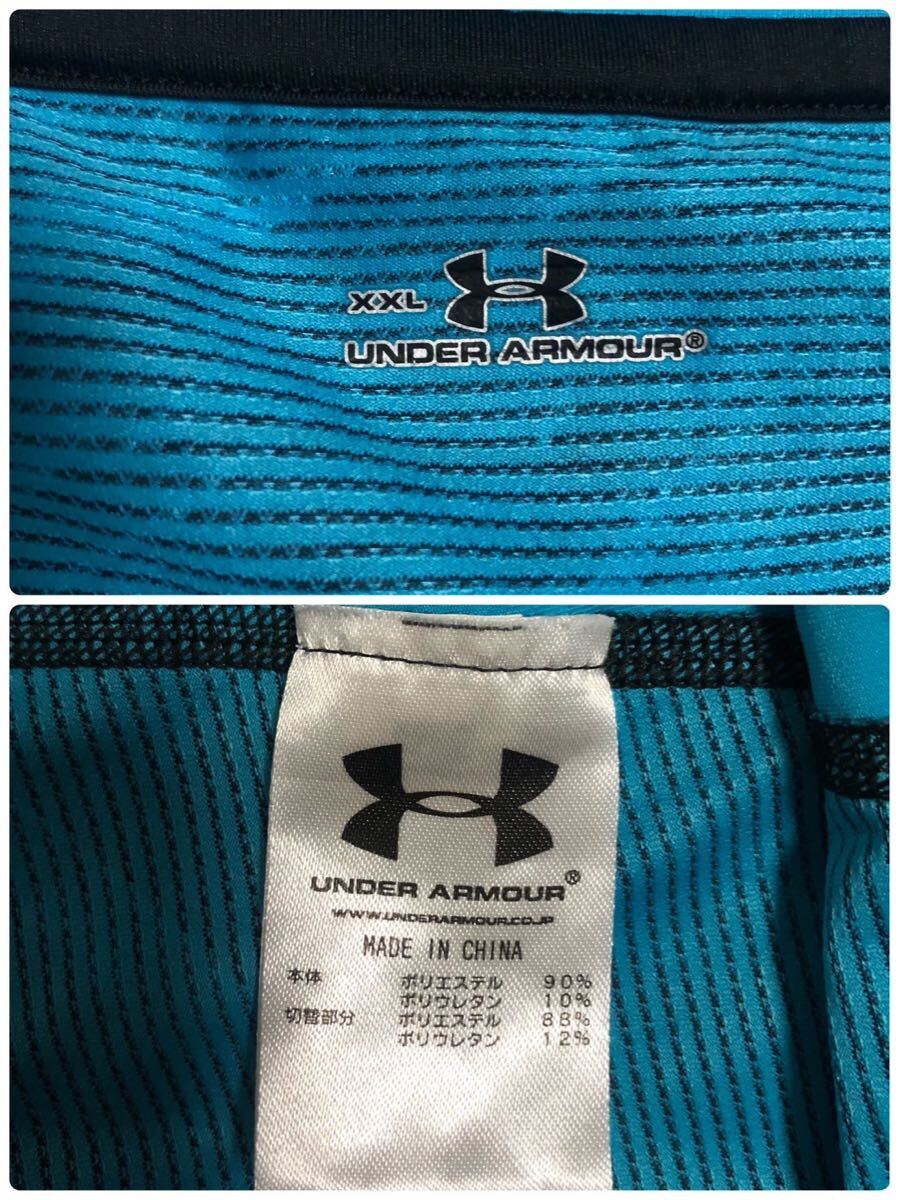 XXL
UNDER ARMOUR®
UNDER ARMOUR®
WWW.UNDERARMOUR.CO.JP
MADE IN CHINA
本体 ポリエステル 90%
ポリウレタン 10%
切替部分 ポリエステル 88%
ポリウレタン 12%